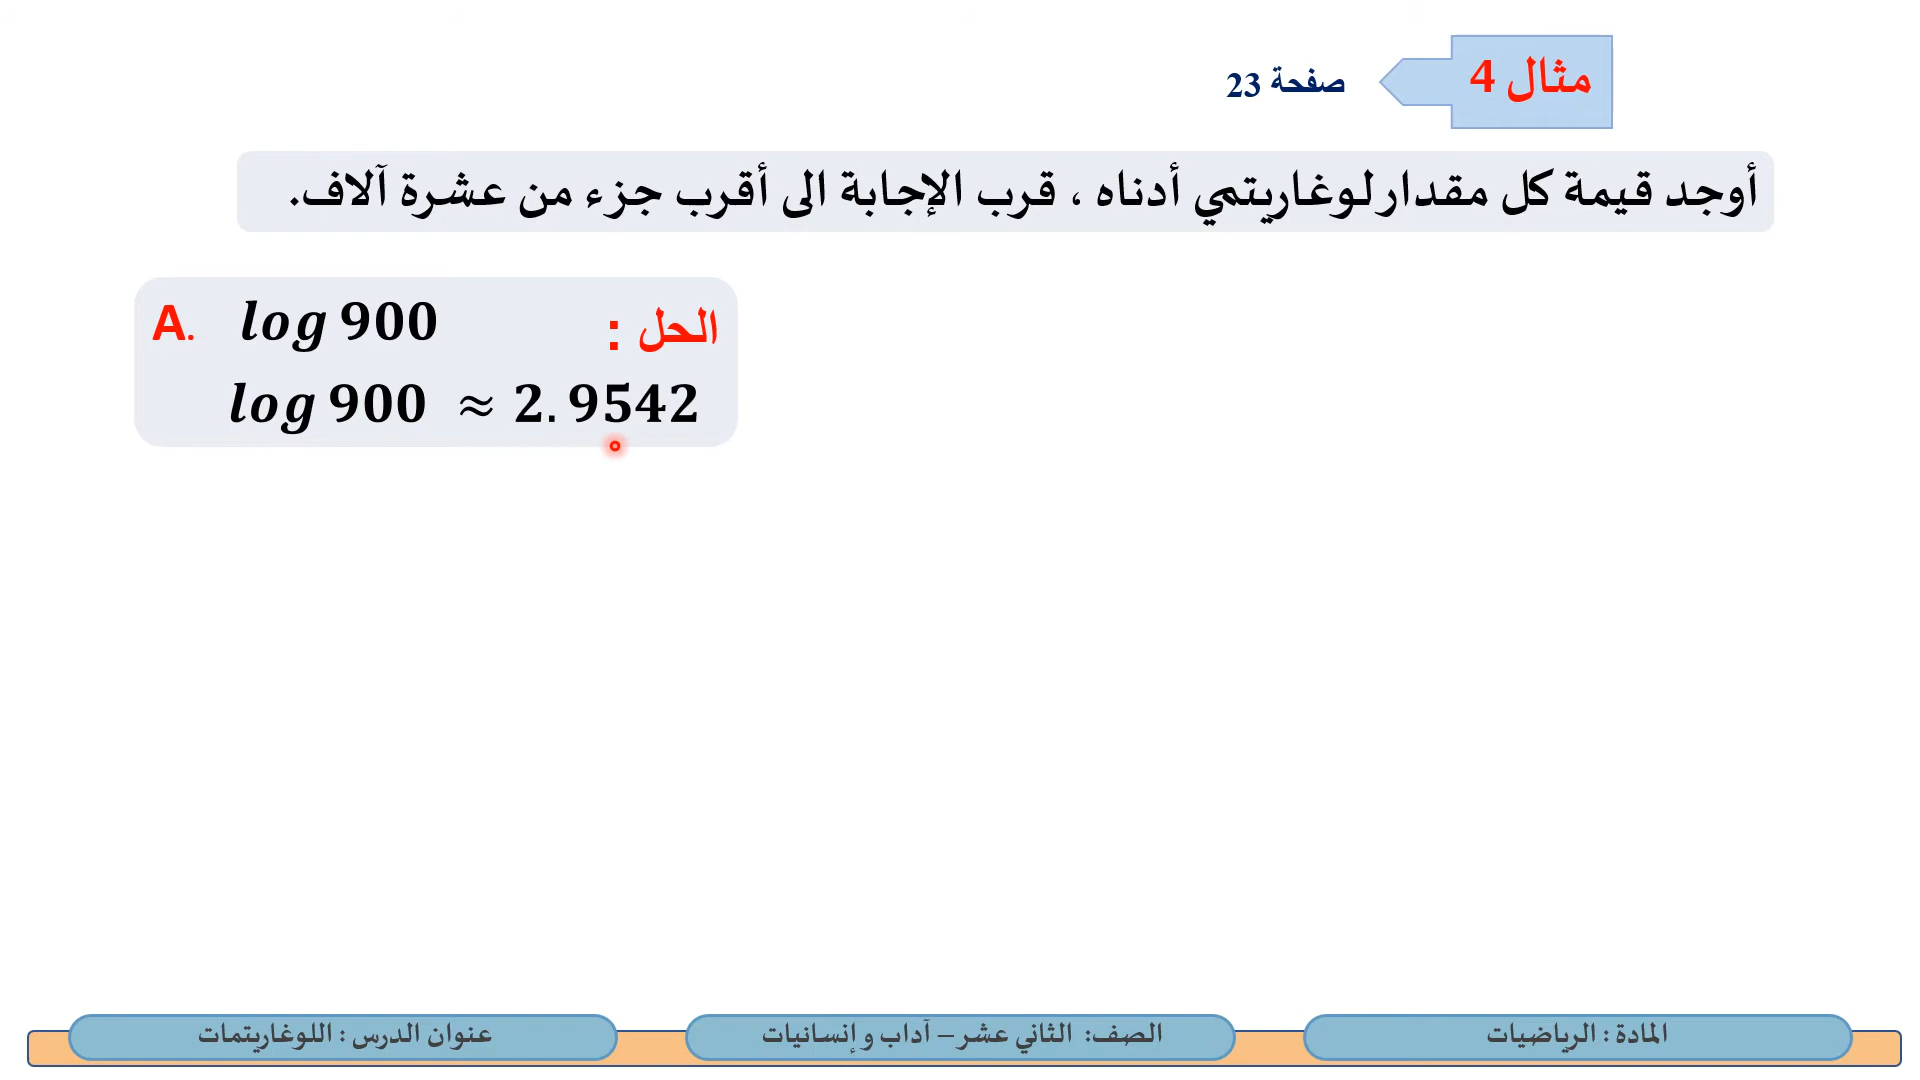 مثال 4
صفحة 23
أوجد قيمة كل مقدار لوغاريتمي أدناه ، قرب الإجابة الى أقرب جزء من عشرة آلاف.
A. log 900 الحل :
log 900 ≈ 2.9542
المادة : الرياضيات
الصف: الثاني عشر – آداب و إنسانيات
عنوان الدرس : اللوغاريتمات